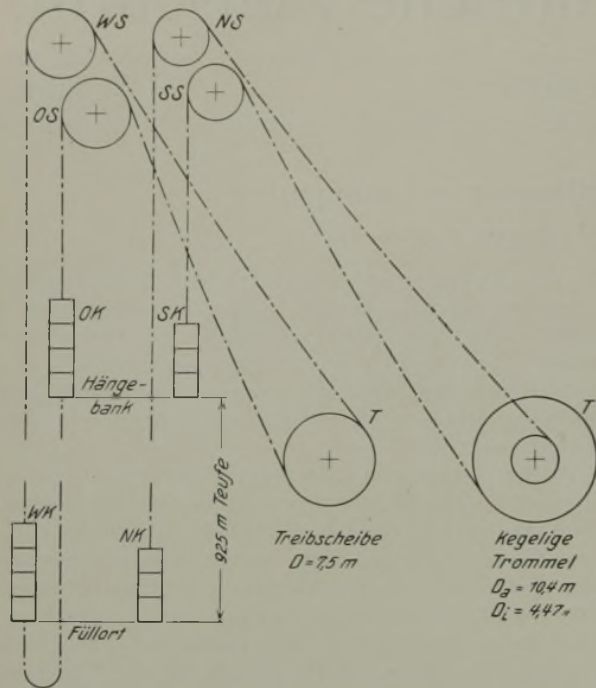 WS
NS
OS
SS
OK
SK
Hänge-
bank
T
T
925 m Teufe
WK
NK
Treibscheibe
D = 7,5 m
Kegelige
Trommel
Da = 10,4 m
Di = 4,47 m
Füllort